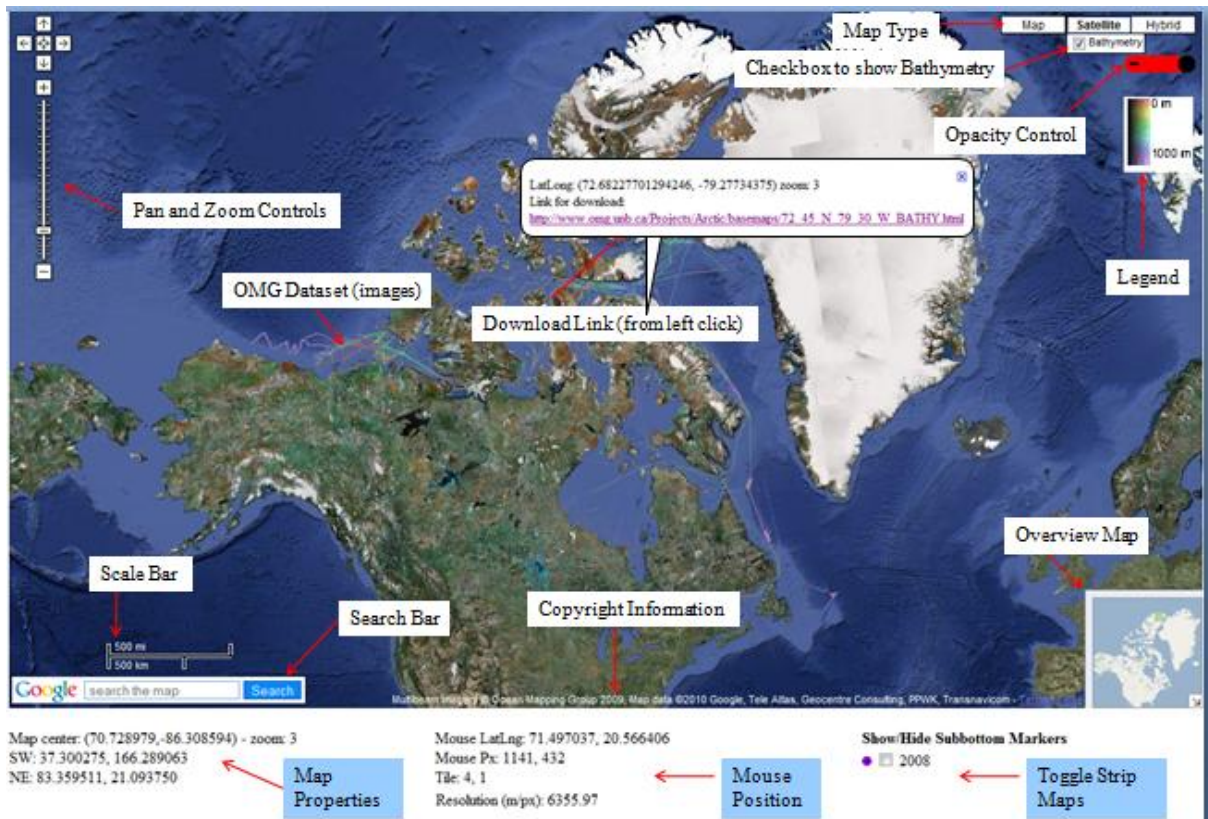 Map Type
Map
Satellite
Hybrid
Bathymetry
Checkbox to show Bathymetry
Opacity Control
0 m
1000 m
Legend
Pan and Zoom Controls
LatLong: (72.68227701294246, -79.27734375) zoom: 3
Link for download:
http://www.omg.unb.ca/Projects/Arctic/basemaps/72_45_N_79_30_W_BATHY.html
OMG Dataset (images)
Download Link (from left click)
Overview Map
Scale Bar
Search Bar
Copyright Information
500 mi
500 km
Google
search the map
Search
Multibeam Imagery © Ocean Mapping Group 2009, Map data ©2010 Google, Tele Atlas, Geocentre Consulting, PPWK, Transnavicom -
Map center: (70.728979,-86.308594) - zoom: 3
SW: 37.300275, 166.289063
NE: 83.359511, 21.093750
Map
Properties
Mouse LatLng: 71.497037, 20.566406
Mouse Px: 1141, 432
Tile: 4, 1
Resolution (m/px): 6355.97
Mouse
Position
Show/Hide Subbottom Markers
2008
Toggle Strip
Maps